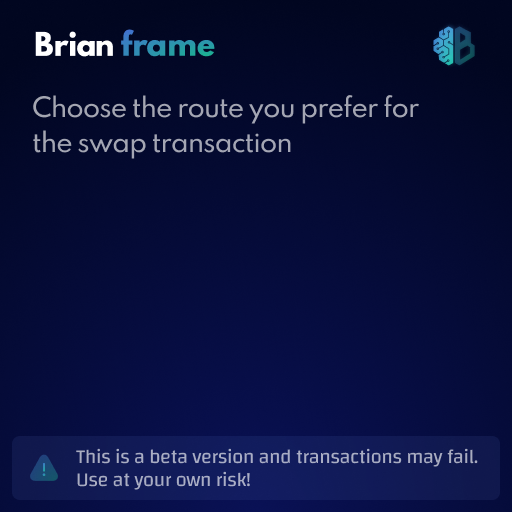 Brian frame
Choose the route you prefer for
the swap transaction
This is a beta version and transactions may fail.
Use at your own risk!